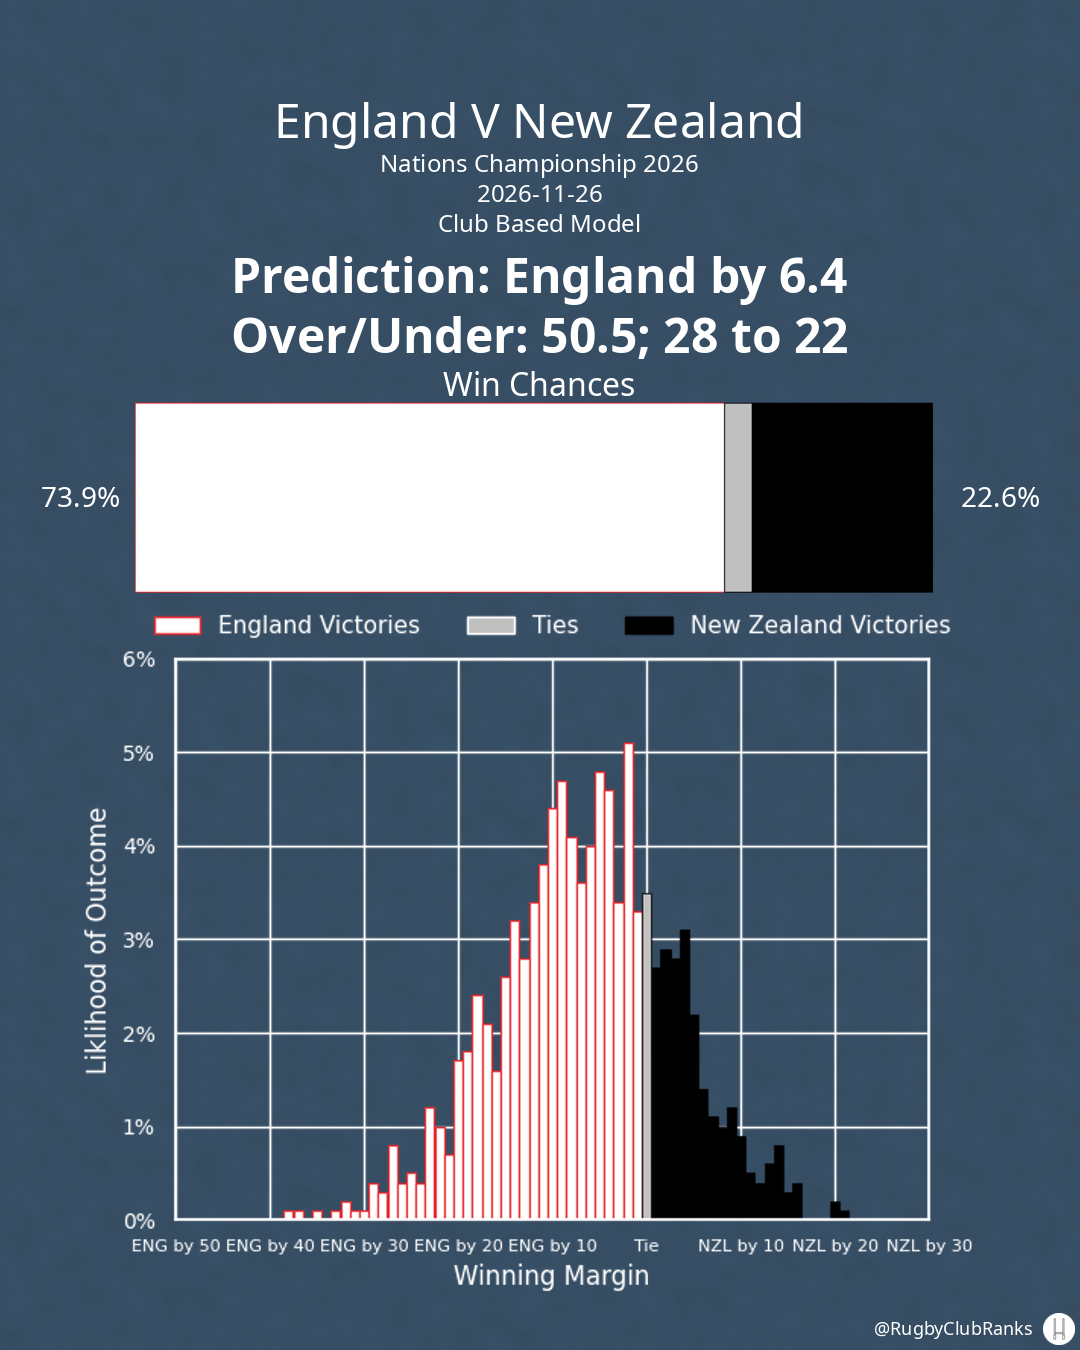 England V New Zealand
Nations Championship 2026
2026-11-26
Club Based Model
Prediction: England by 6.4
Over/Under: 50.5; 28 to 22
Win Chances
73.9%
22.6%
England Victories
Ties
New Zealand Victories
6%
5%
4%
3%
2%
1%
0%
Liklihood of Outcome
ENG by 50 ENG by 40 ENG by 30 ENG by 20 ENG by 10 Tie NZL by 10 NZL by 20 NZL by 30
Winning Margin
@RugbyClubRanks